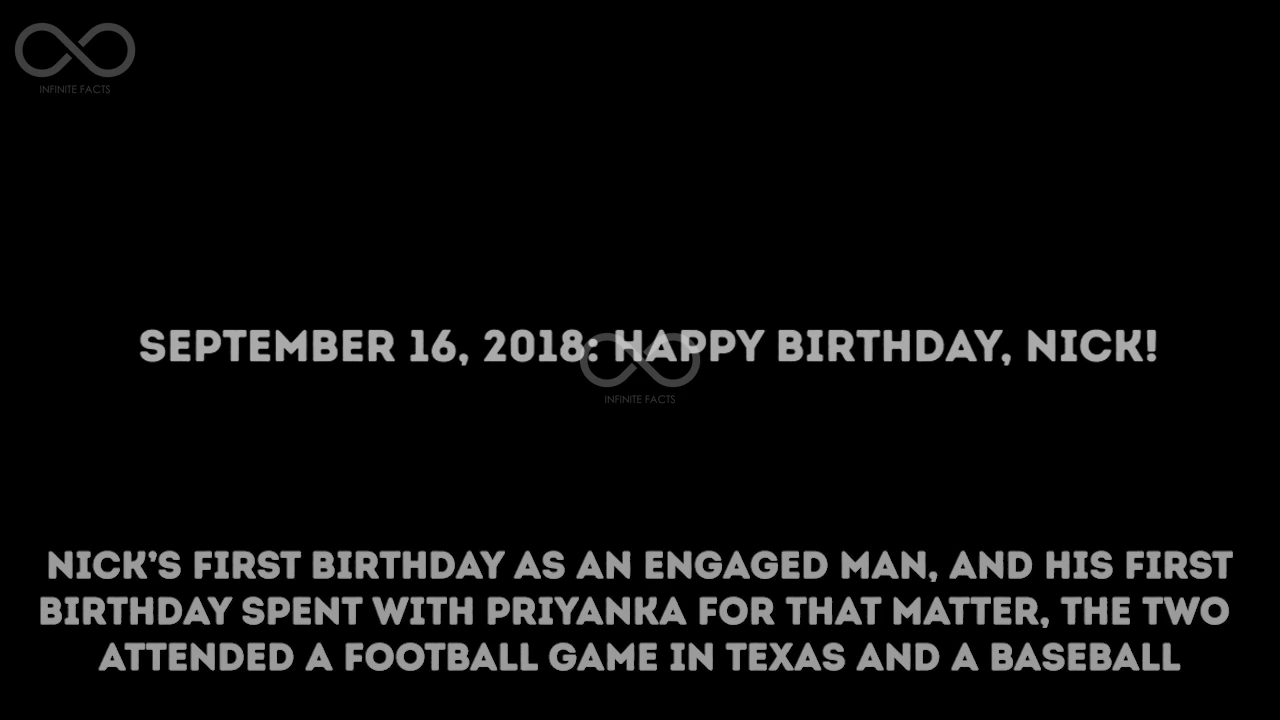 INFINITE FACTS
SEPTEMBER 16, 2018: HAPPY BIRTHDAY, NICK!
INFINITE FACTS
NICK'S FIRST BIRTHDAY AS AN ENGAGED MAN, AND HIS FIRST
BIRTHDAY SPENT WITH PRIYANKA FOR THAT MATTER, THE TWO
ATTENDED A FOOTBALL GAME IN TEXAS AND A BASEBALL